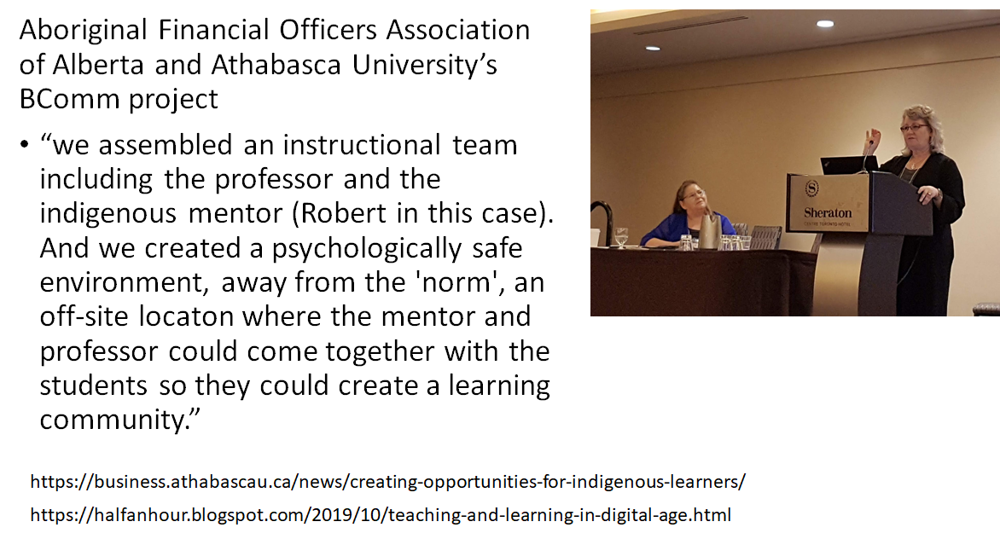 Aboriginal Financial Officers Association
of Alberta and Athabasca University’s
BComm project
• “we assembled an instructional team
including the professor and the
indigenous mentor (Robert in this case).
And we created a psychologically safe
environment, away from the 'norm', an
off-site locaton where the mentor and
professor could come together with the
students so they could create a learning
community.”
Sheraton
CENTRE TORONTO HOTEL
https://business.athabascau.ca/news/creating-opportunities-for-indigenous-learners/
https://halfanhour.blogspot.com/2019/10/teaching-and-learning-in-digital-age.html